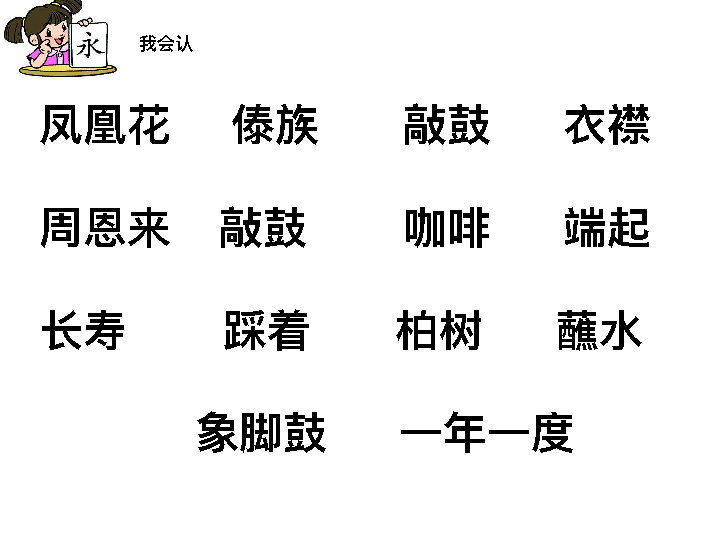 永
我会认
凤凰花 傣族 敲鼓 衣襟
周恩来 敲鼓 咖啡 端起
长寿 踩着 柏树 蘸水
象脚鼓 一年一度